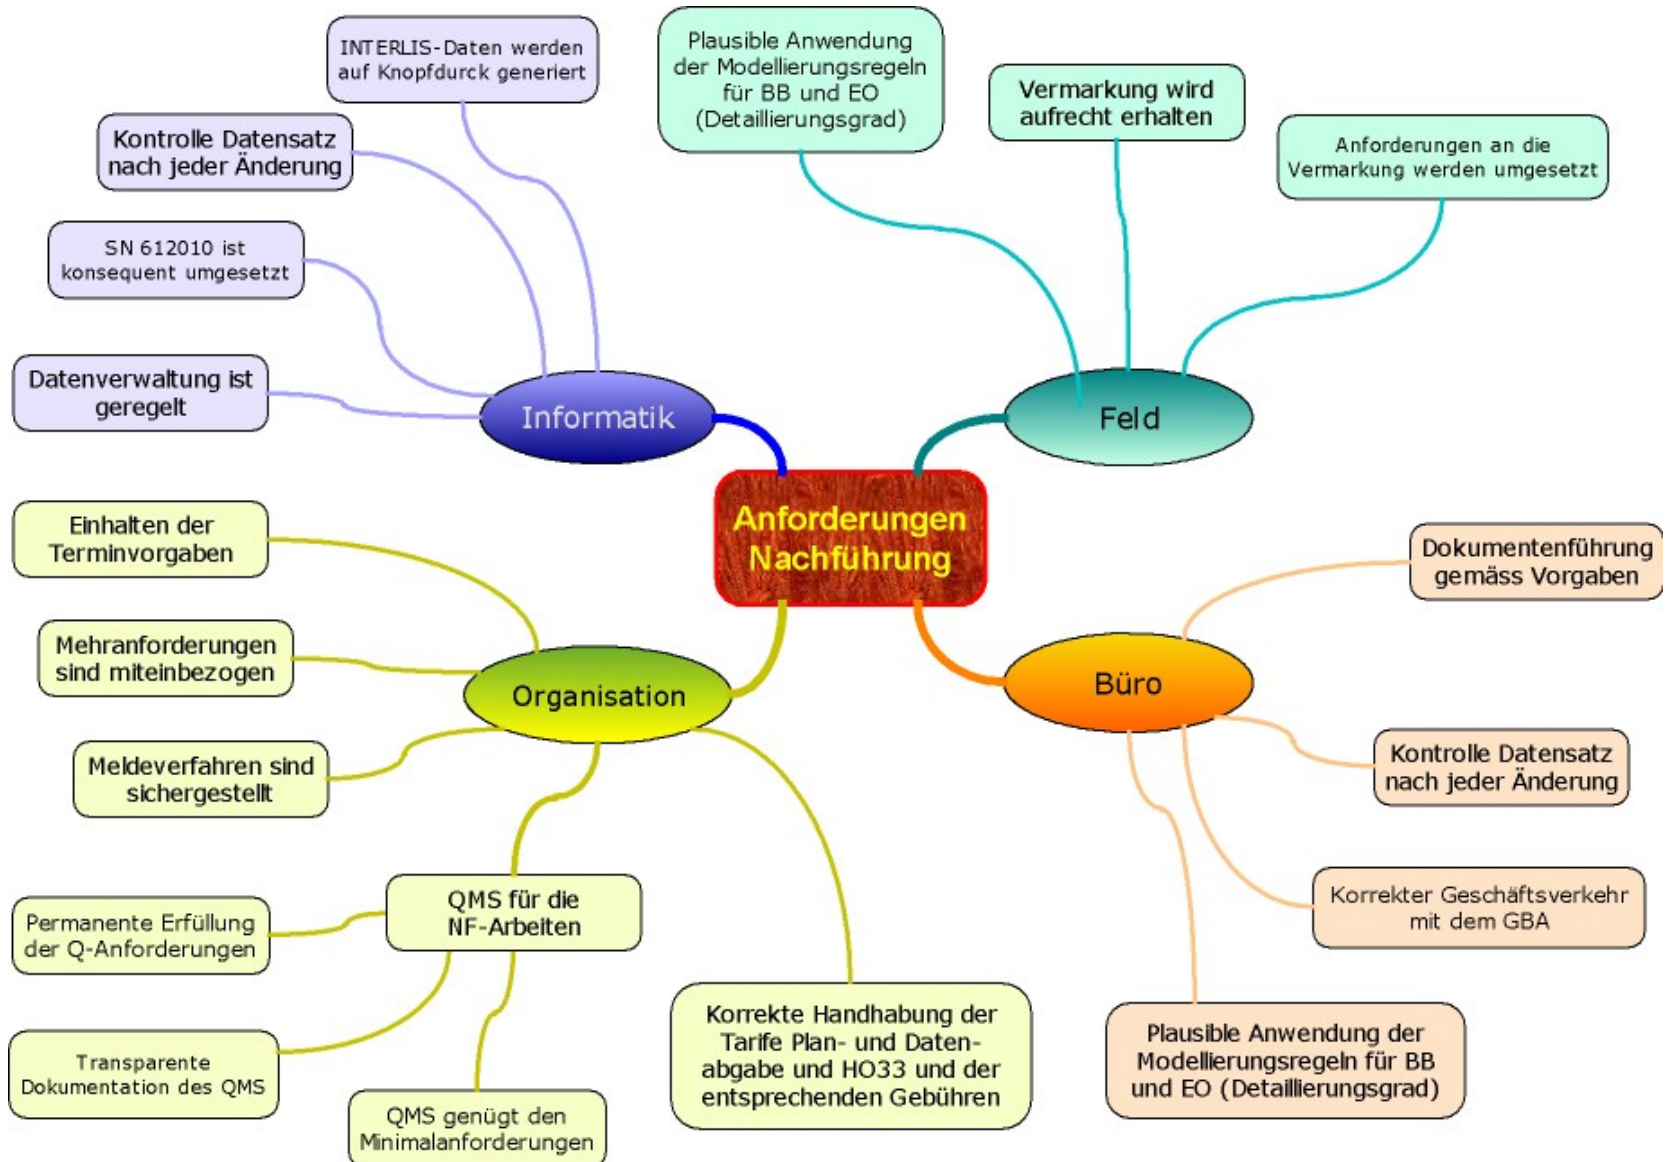 INTERLIS-Daten werden
auf Knopfdurck generiert
Kontrolle Datensatz
nach jeder Änderung
SN 612010 ist
konsequent umgesetzt
Datenverwaltung ist
geregelt
Informatik
Plausible Anwendung
der Modellierungsregeln
für BB und EO
(Detaillierungsgrad)
Vermarkung wird
aufrecht erhalten
Anforderungen an die
Vermarkung werden umgesetzt
Feld
Anforderungen
Nachführung
Einhalten der
Terminvorgaben
Mehranforderungen
sind miteinbezogen
Organisation
Meldeverfahren sind
sichergestellt
QMS für die
NF-Arbeiten
Permanente Erfüllung
der Q-Anforderungen
Transparente
Dokumentation des QMS
QMS genügt den
Minimalanforderungen
Korrekte Handhabung der
Tarife Plan- und Daten-
abgabe und HO33 und der
entsprechenden Gebühren
Dokumentenführung
gemäss Vorgaben
Büro
Kontrolle Datensatz
nach jeder Änderung
Korrekter Geschäftsverkehr
mit dem GBA
Plausible Anwendung der
Modellierungsregeln für BB
und EO (Detaillierungsgrad)